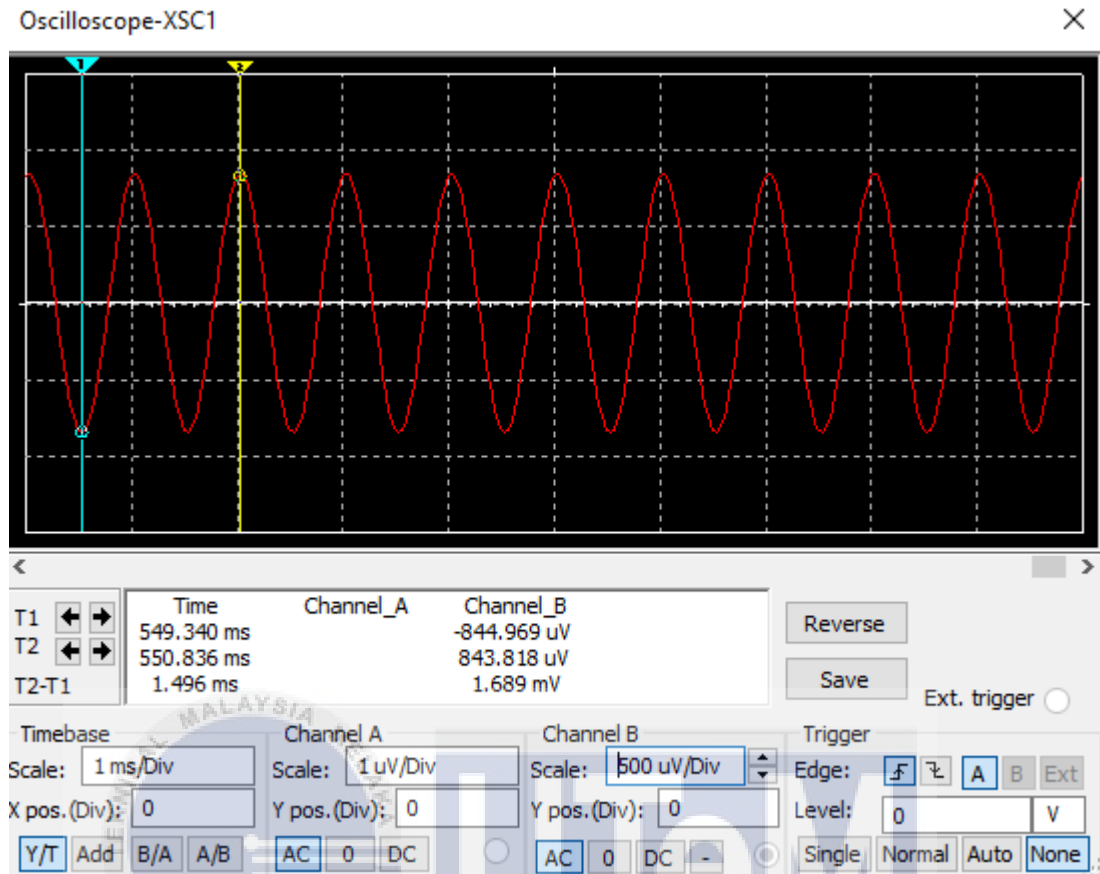 Oscilloscope-XSC1
1 2
T1
T2
T2-T1
Time Channel_A Channel_B
549.340 ms -844.969 uV
550.836 ms 843.818 uV
1.496 ms 1.689 mV
Reverse
Save
Ext. trigger
MALAYSIA
Timebase Channel A Channel B Trigger
Scale: 1 ms/Div Scale: 1 uV/Div Scale: 500 uV/Div Edge: A B Ext
X pos.(Div): 0 Y pos.(Div): 0 Y pos.(Div): 0 Level: 0 V
Y/T Add B/A A/B AC 0 DC AC 0 DC - Single Normal Auto None